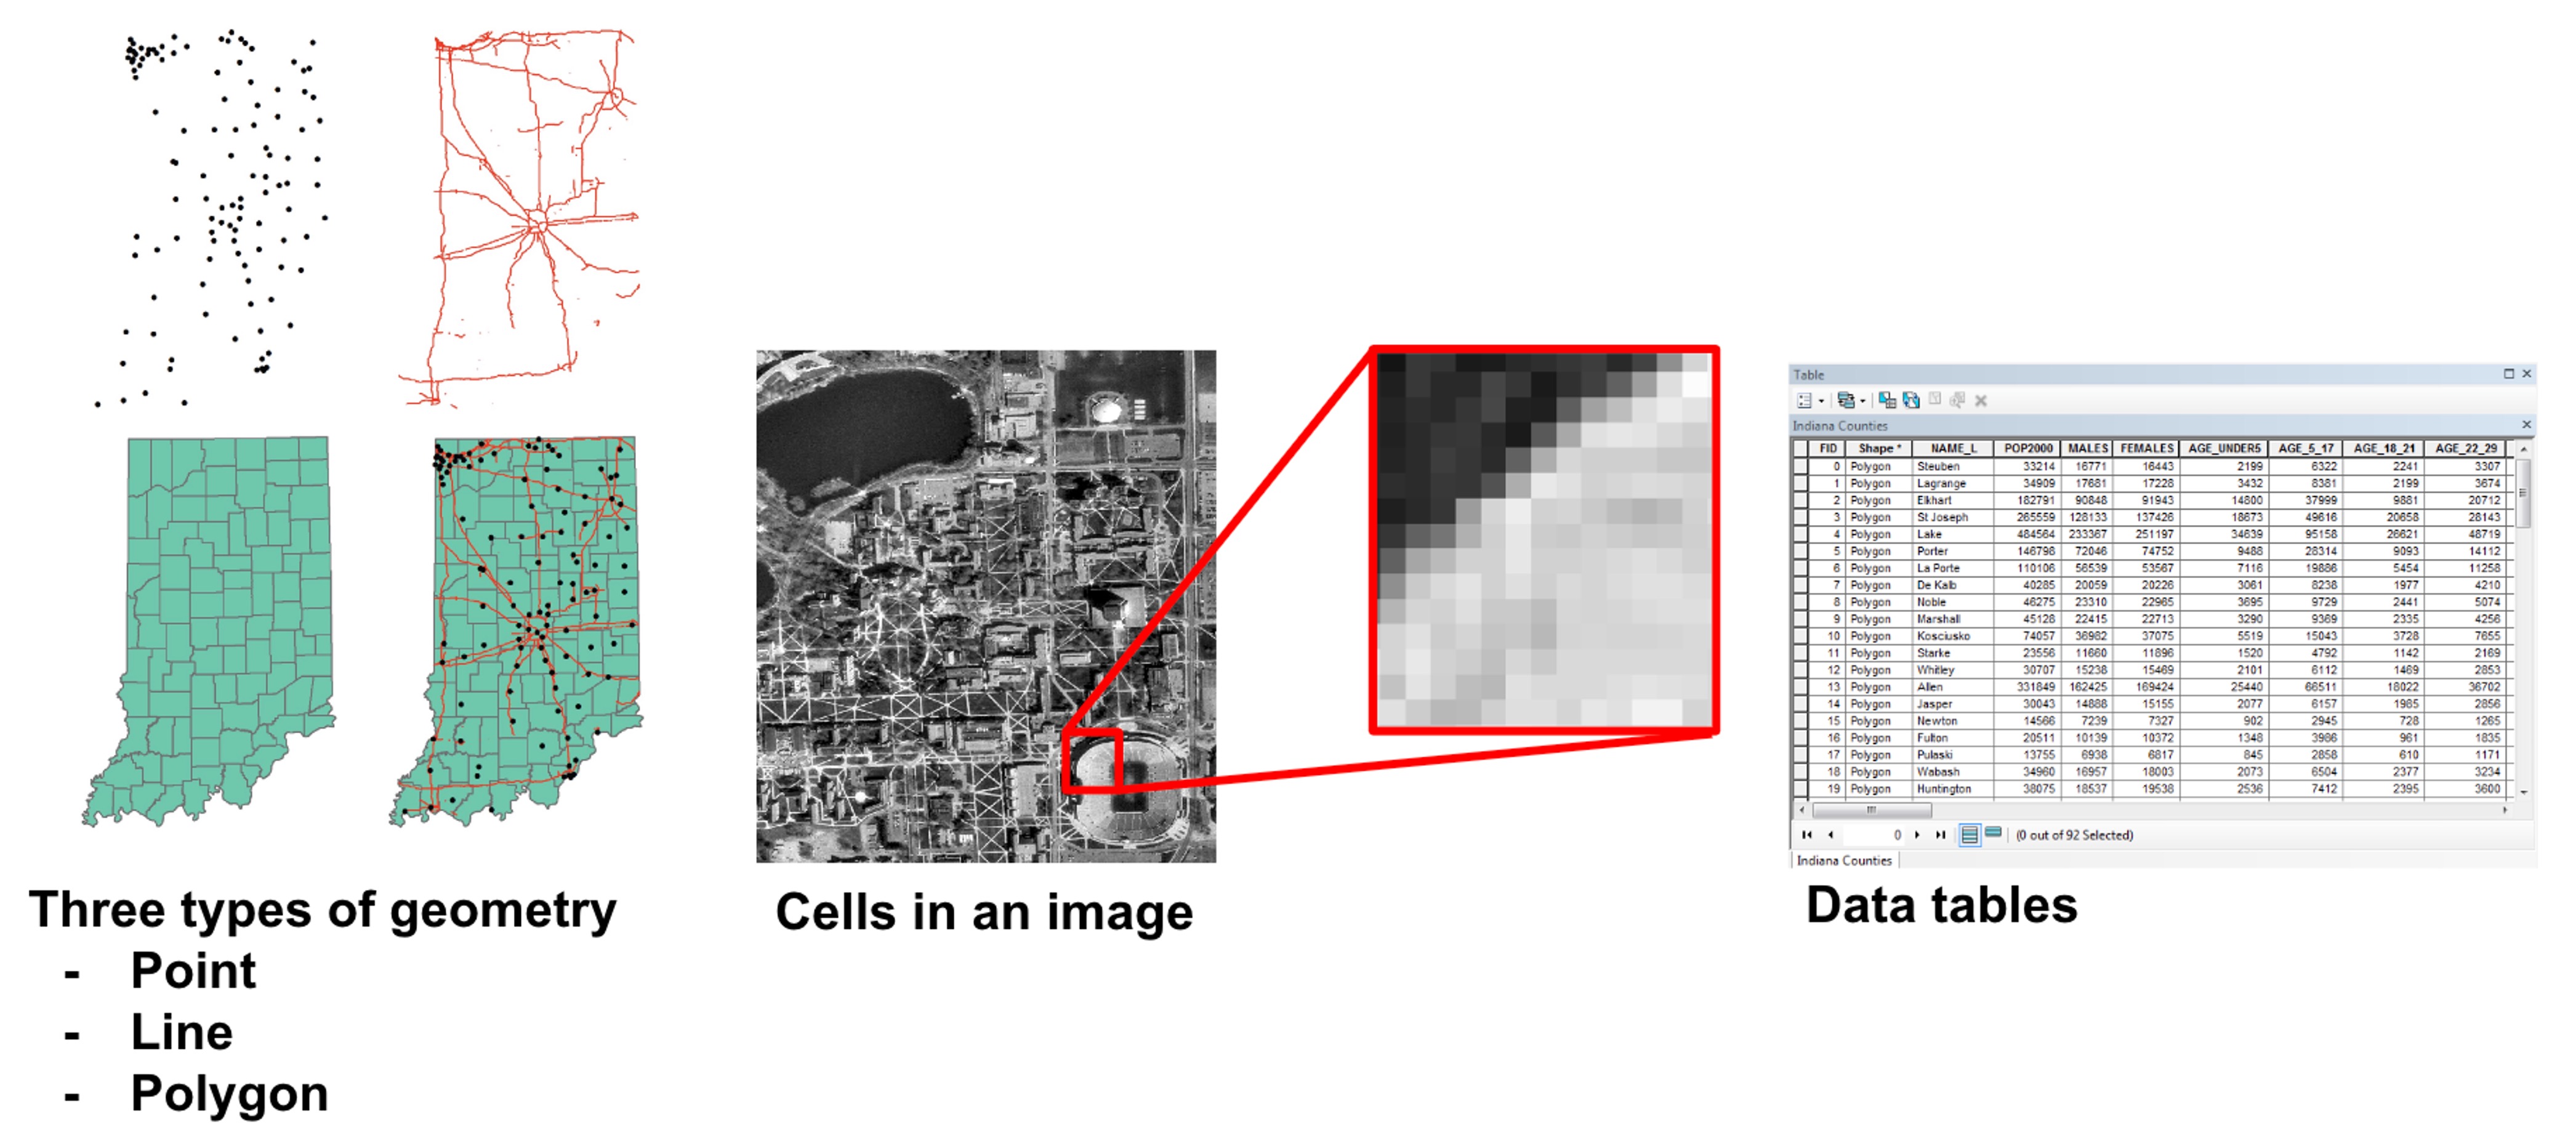 Three types of geometry
- Point
- Line
- Polygon
Cells in an image
Table
Indiana Counties
FID Shape * NAME_L POP2000 MALES FEMALES AGE_UNDER5 AGE_5_17 AGE_18_21 AGE_22_29
0 Polygon Steuben 33214 16771 16443 2199 6322 2241 3307
1 Polygon Lagrange 34909 17681 17228 3432 8381 2199 3674
2 Polygon Elkhart 182791 90848 91943 14800 37999 9881 20712
3 Polygon St Joseph 265559 128133 137426 18673 49616 20658 28143
4 Polygon Lake 484564 233367 251197 34639 95158 26621 48719
5 Polygon Porter 146798 72046 74752 9488 28314 9093 14112
6 Polygon La Porte 110106 56539 53567 7116 19886 5454 11258
7 Polygon De Kalb 40285 20059 20226 3061 8238 1977 4210
8 Polygon Noble 46275 23310 22965 3695 9729 2441 5074
9 Polygon Marshall 45128 22415 22713 3290 9369 2335 4256
10 Polygon Kosciusko 74057 36982 37075 5519 15043 3728 7655
11 Polygon Starke 23556 11660 11896 1520 4792 1142 2169
12 Polygon Whitley 30707 15238 15469 2101 6112 1469 2853
13 Polygon Allen 331849 162425 169424 25440 66511 18022 36702
14 Polygon Jasper 30043 14888 15155 2077 6157 1985 2856
15 Polygon Newton 14566 7239 7327 902 2945 728 1265
16 Polygon Fulton 20511 10139 10372 1348 3986 961 1835
17 Polygon Pulaski 13755 6938 6817 845 2858 610 1171
18 Polygon Wabash 34960 16957 18003 2073 6504 2377 3234
19 Polygon Huntington 38075 18537 19538 2536 7412 2395 3600
0 (0 out of 92 Selected)
Indiana Counties
Data tables